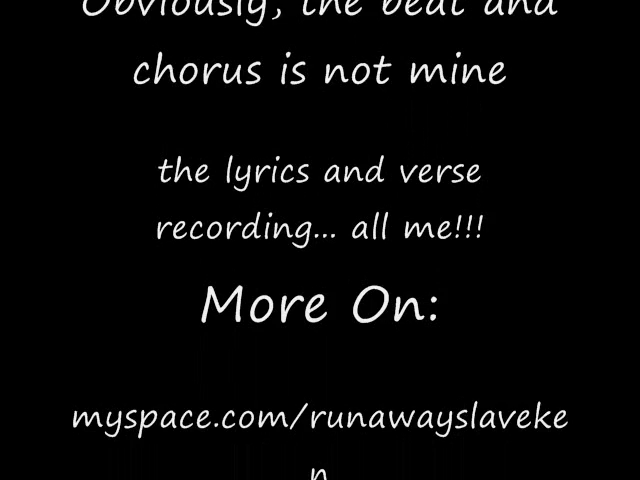 Obviously, the beat and
chorus is not mine
the lyrics and verse
recording... all me!!!
More On:
myspace.com/runawayslaveke
n